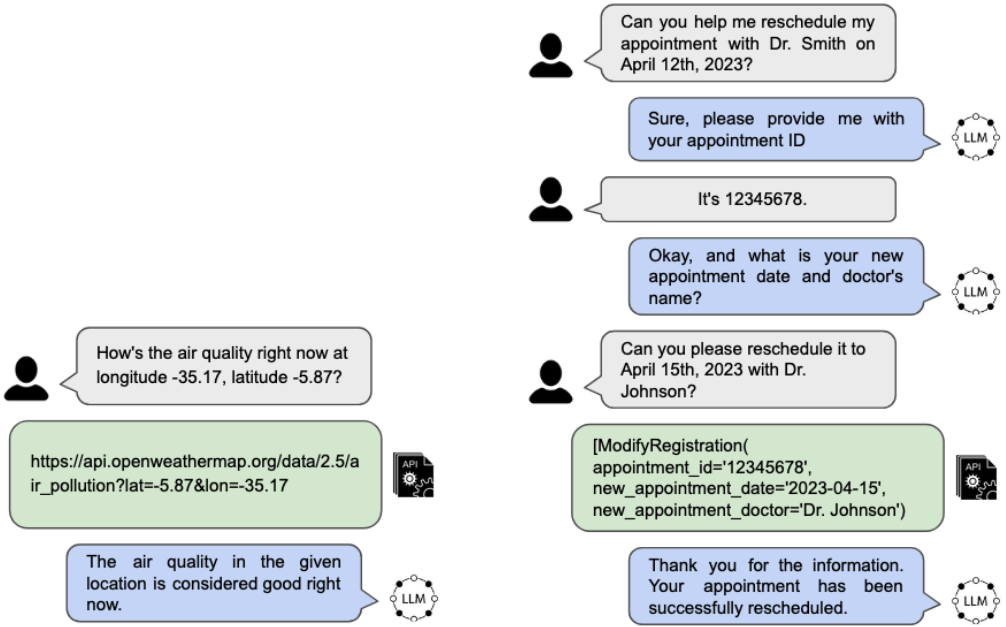 How's the air quality right now at
longitude -35.17, latitude -5.87?
https://api.openweathermap.org/data/2.5/a
ir_pollution?lat=-5.87&lon=-35.17
API
The air quality in the given
location is considered good right
now.
LLM
Can you help me reschedule my
appointment with Dr. Smith on
April 12th, 2023?
Sure, please provide me with
your appointment ID
LLM
It's 12345678.
Okay, and what is your new
appointment date and doctor's
name?
LLM
Can you please reschedule it to
April 15th, 2023 with Dr.
Johnson?
[ModifyRegistration(
appointment_id='12345678',
new_appointment_date='2023-04-15',
new_appointment_doctor='Dr. Johnson')
API
Thank you for the information.
Your appointment has been
successfully rescheduled.
LLM